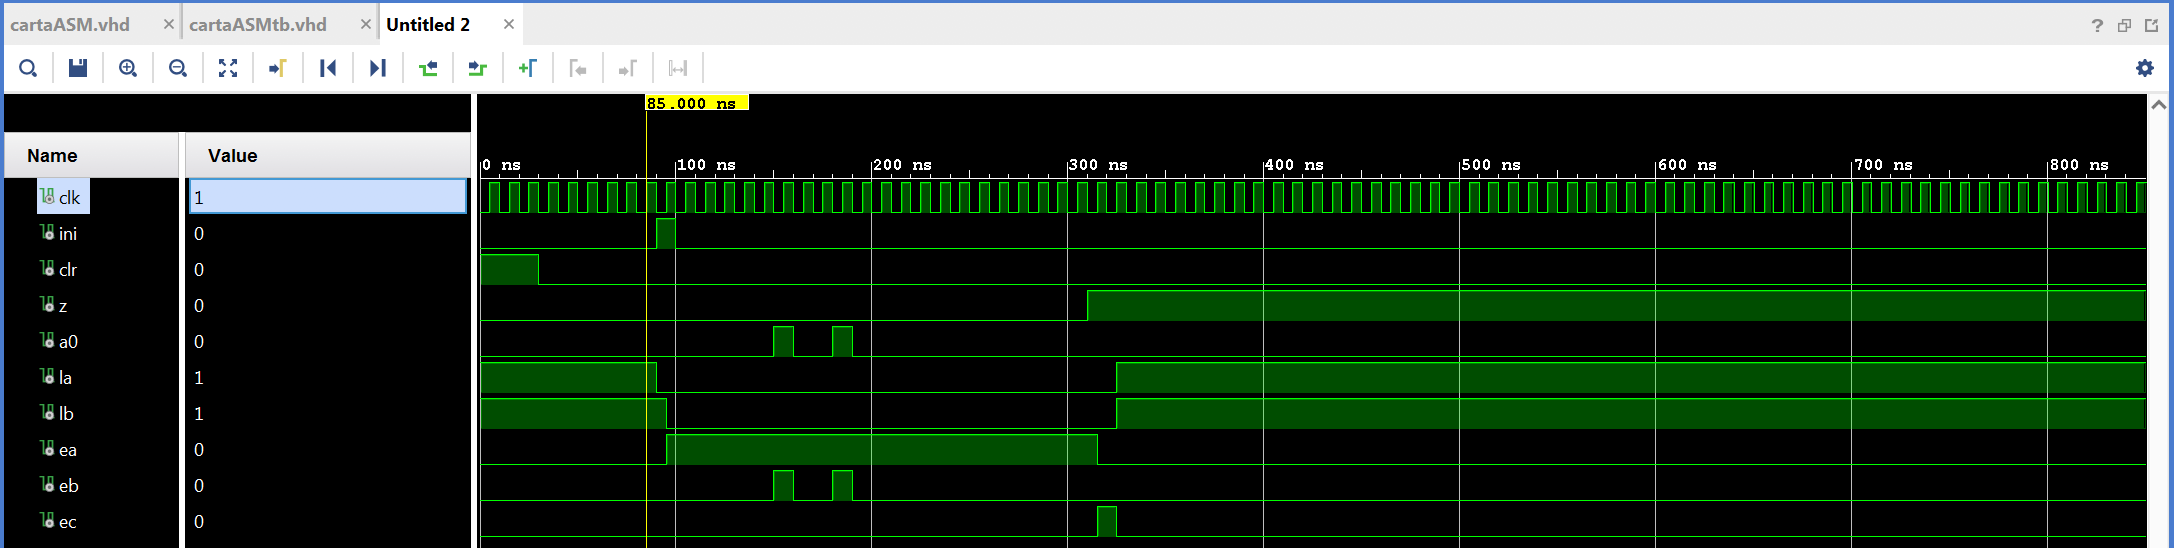 cartaASM.vhd × cartaASMtb.vhd × Untitled 2 × ?
85.000 ns
Name Value
0 ns 100 ns 200 ns 300 ns 400 ns 500 ns 600 ns 700 ns 800 ns
clk 1
ini 0
clr 0
z 0
a0 0
la 1
lb 1
ea 0
eb 0
ec 0